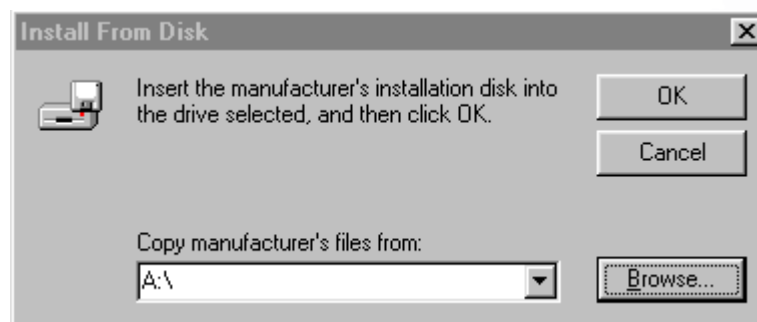 Install From Disk
Insert the manufacturer's installation disk into
the drive selected, and then click OK.
OK
Cancel
Copy manufacturer's files from:
A:\
Browse...